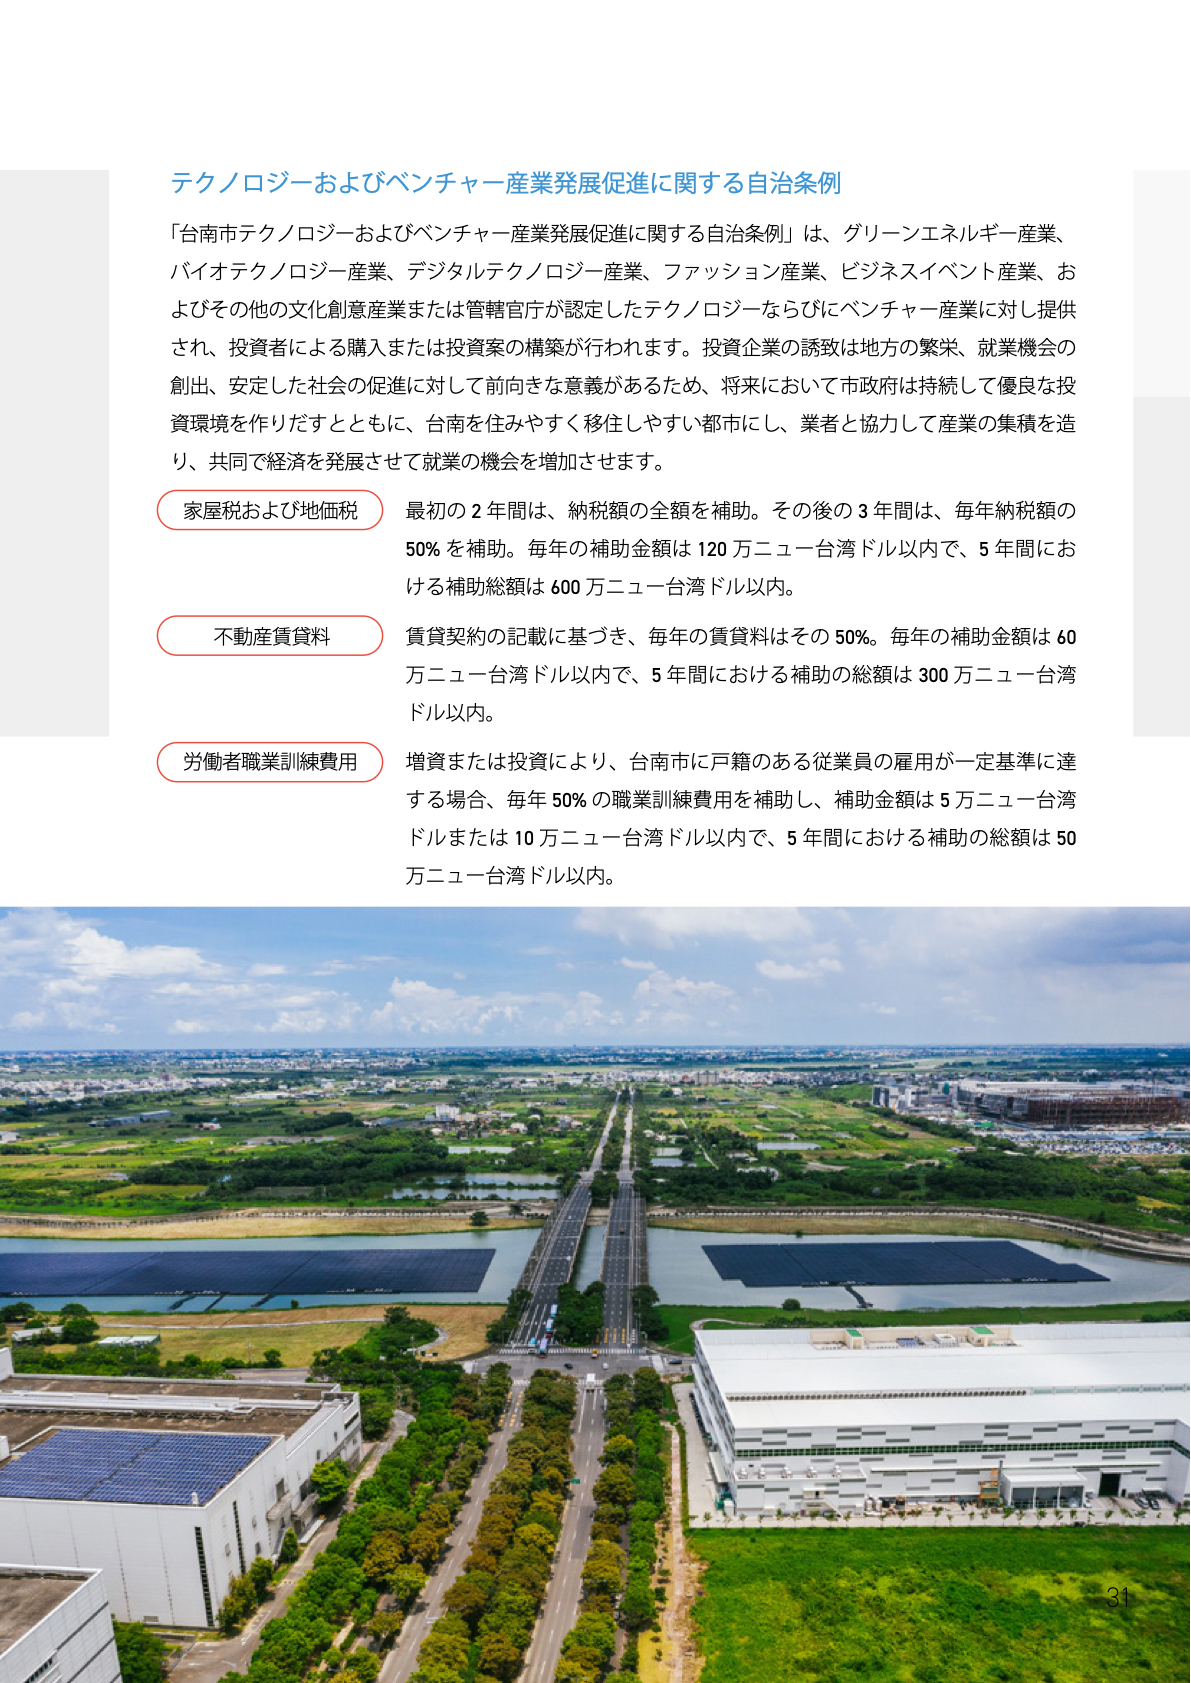 テクノロジーおよびベンチャー産業発展促進に関する自治条例
「台南市テクノロジーおよびベンチャー産業発展促進に関する自治条例」は、グリーンエネルギー産業、
バイオテクノロジー産業、デジタルテクノロジー産業、ファッション産業、ビジネスイベント産業、お
よびその他の文化創意産業または管轄官庁が認定したテクノロジーならびにベンチャー産業に対し提供
され、投資者による購入または投資案の構築が行われます。投資企業の誘致は地方の繁栄、就業機会の
創出、安定した社会の促進に対して前向きな意義があるため、将来において市政府は持続して優良な投
資環境を作りだすとともに、台南を住みやすく移住しやすい都市にし、業者と協力して産業の集積を造
り、共同で経済を発展させて就業の機会を増加させます。
家屋税および地価税
最初の 2 年間は、納税額の全額を補助。その後の 3 年間は、毎年納税額の
50% を補助。毎年の補助金額は 120 万ニュー台湾ドル以内で、5 年間にお
ける補助総額は 600 万ニュー台湾ドル以内。
不動産賃貸料
賃貸契約の記載に基づき、毎年の賃貸料はその 50%。毎年の補助金額は 60
万ニュー台湾ドル以内で、5 年間における補助の総額は 300 万ニュー台湾
ドル以内。
労働者職業訓練費用
増資または投資により、台南市に戸籍のある従業員の雇用が一定基準に達
する場合、毎年 50% の職業訓練費用を補助し、補助金額は 5 万ニュー台湾
ドルまたは 10 万ニュー台湾ドル以内で、5 年間における補助の総額は 50
万ニュー台湾ドル以内。
31